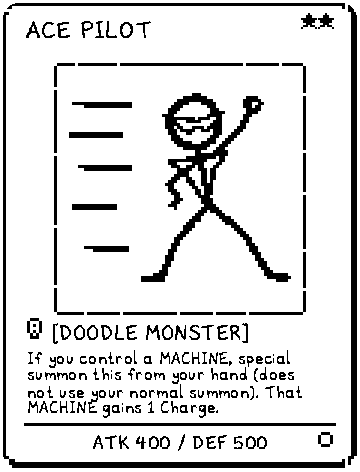 ACE PILOT
[DOODLE MONSTER]
If you control a MACHINE, special
summon this from your hand (does
not use your normal summon). That
MACHINE gains 1 Charge.
ATK 400 / DEF 500